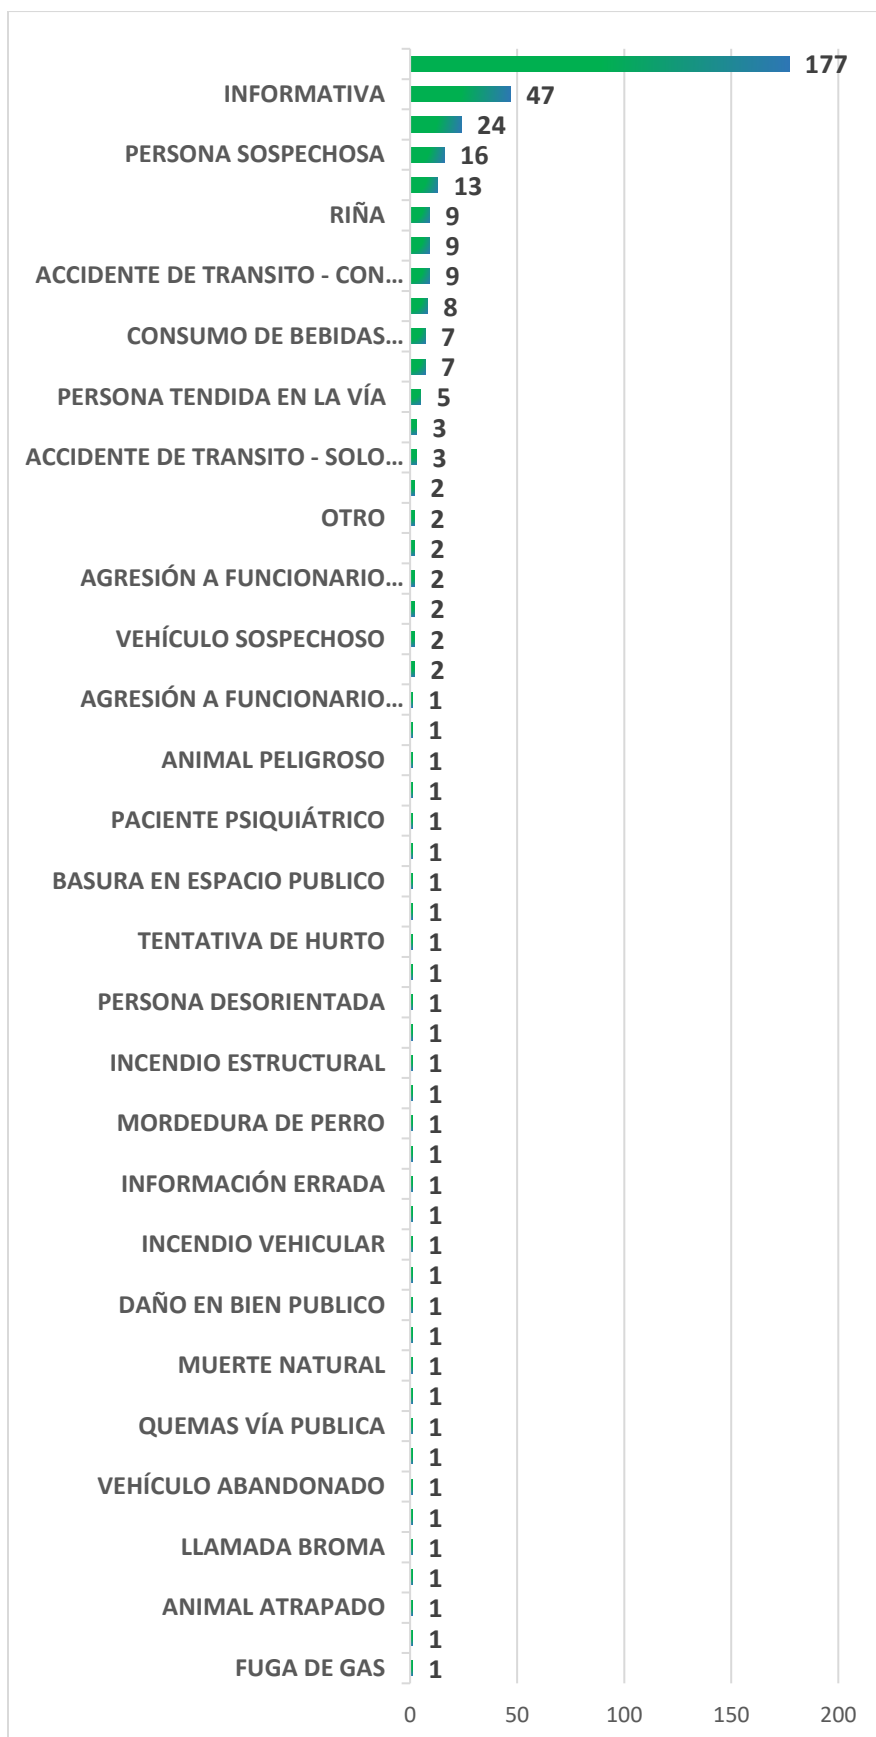 177
INFORMATIVA 47
24
PERSONA SOSPECHOSA 16
13
RIÑA 9
9
ACCIDENTE DE TRANSITO - CON... 9
8
CONSUMO DE BEBIDAS... 7
7
PERSONA TENDIDA EN LA VÍA 5
3
ACCIDENTE DE TRANSITO - SOLO... 3
2
OTRO 2
2
AGRESIÓN A FUNCIONARIO... 2
2
VEHÍCULO SOSPECHOSO 2
2
AGRESIÓN A FUNCIONARIO... 1
1
ANIMAL PELIGROSO 1
1
PACIENTE PSIQUIÁTRICO 1
1
BASURA EN ESPACIO PUBLICO 1
1
TENTATIVA DE HURTO 1
1
PERSONA DESORIENTADA 1
1
INCENDIO ESTRUCTURAL 1
1
MORDEDURA DE PERRO 1
1
INFORMACIÓN ERRADA 1
1
INCENDIO VEHICULAR 1
1
DAÑO EN BIEN PUBLICO 1
1
MUERTE NATURAL 1
1
QUEMAS VÍA PUBLICA 1
1
VEHÍCULO ABANDONADO 1
1
LLAMADA BROMA 1
1
ANIMAL ATRAPADO 1
1
FUGA DE GAS 1
0 50 100 150 200